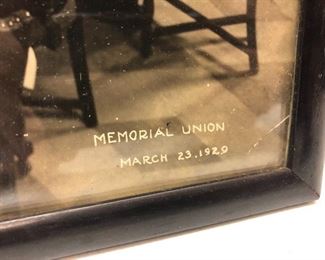 MEMORIAL UNION
MARCH 23, 1929